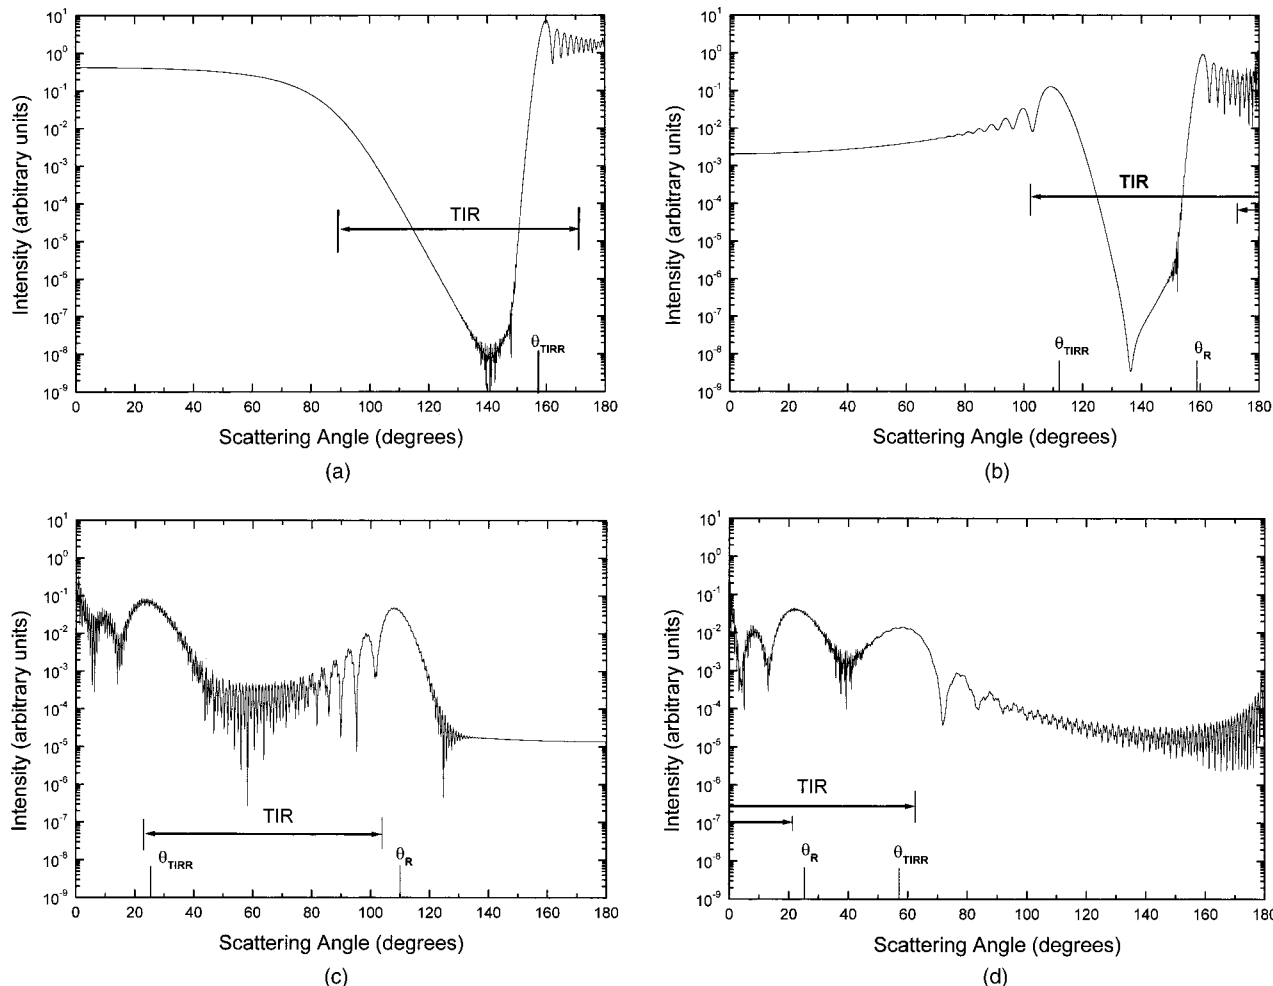 Intensity (arbitrary units)
10¹
10⁰
10⁻¹
10⁻²
10⁻³
10⁻⁴
10⁻⁵
10⁻⁶
10⁻⁷
10⁻⁸
10⁻⁹
TIR
θTIRR
0 20 40 60 80 100 120 140 160 180
Scattering Angle (degrees)
(a)
Intensity (arbitrary units)
10¹
10⁰
10⁻¹
10⁻²
10⁻³
10⁻⁴
10⁻⁵
10⁻⁶
10⁻⁷
10⁻⁸
10⁻⁹
TIR
θTIRR
θR
0 20 40 60 80 100 120 140 160 180
Scattering Angle (degrees)
(b)
Intensity (arbitrary units)
10¹
10⁰
10⁻¹
10⁻²
10⁻³
10⁻⁴
10⁻⁵
10⁻⁶
10⁻⁷
10⁻⁸
10⁻⁹
TIR
θTIRR
θR
0 20 40 60 80 100 120 140 160 180
Scattering Angle (degrees)
(c)
Intensity (arbitrary units)
10¹
10⁰
10⁻¹
10⁻²
10⁻³
10⁻⁴
10⁻⁵
10⁻⁶
10⁻⁷
10⁻⁸
10⁻⁹
TIR
θR
θTIRR
0 20 40 60 80 100 120 140 160 180
Scattering Angle (degrees)
(d)